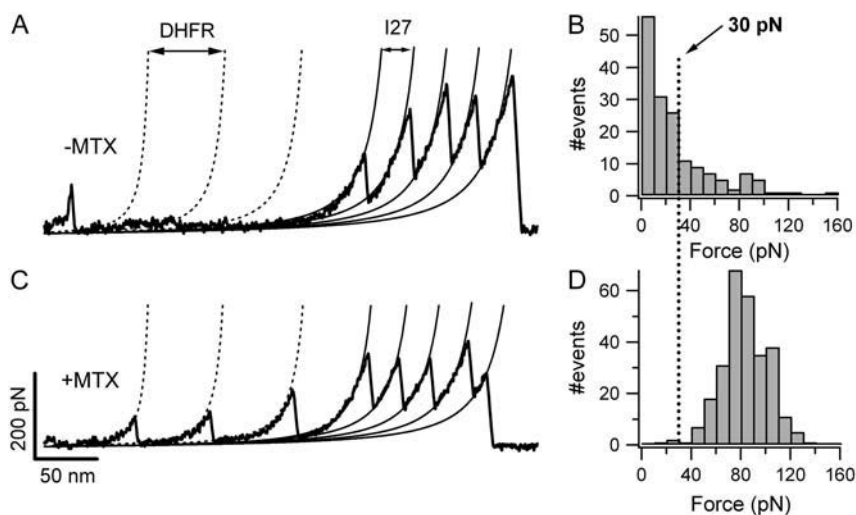 A
DHFR
I27
-MTX
B
30 pN
50
40
30
20
10
0
#events
0 40 80 120 160
Force (pN)
C
+MTX
200 pN
50 nm
D
60
40
20
0
#events
0 40 80 120 160
Force (pN)